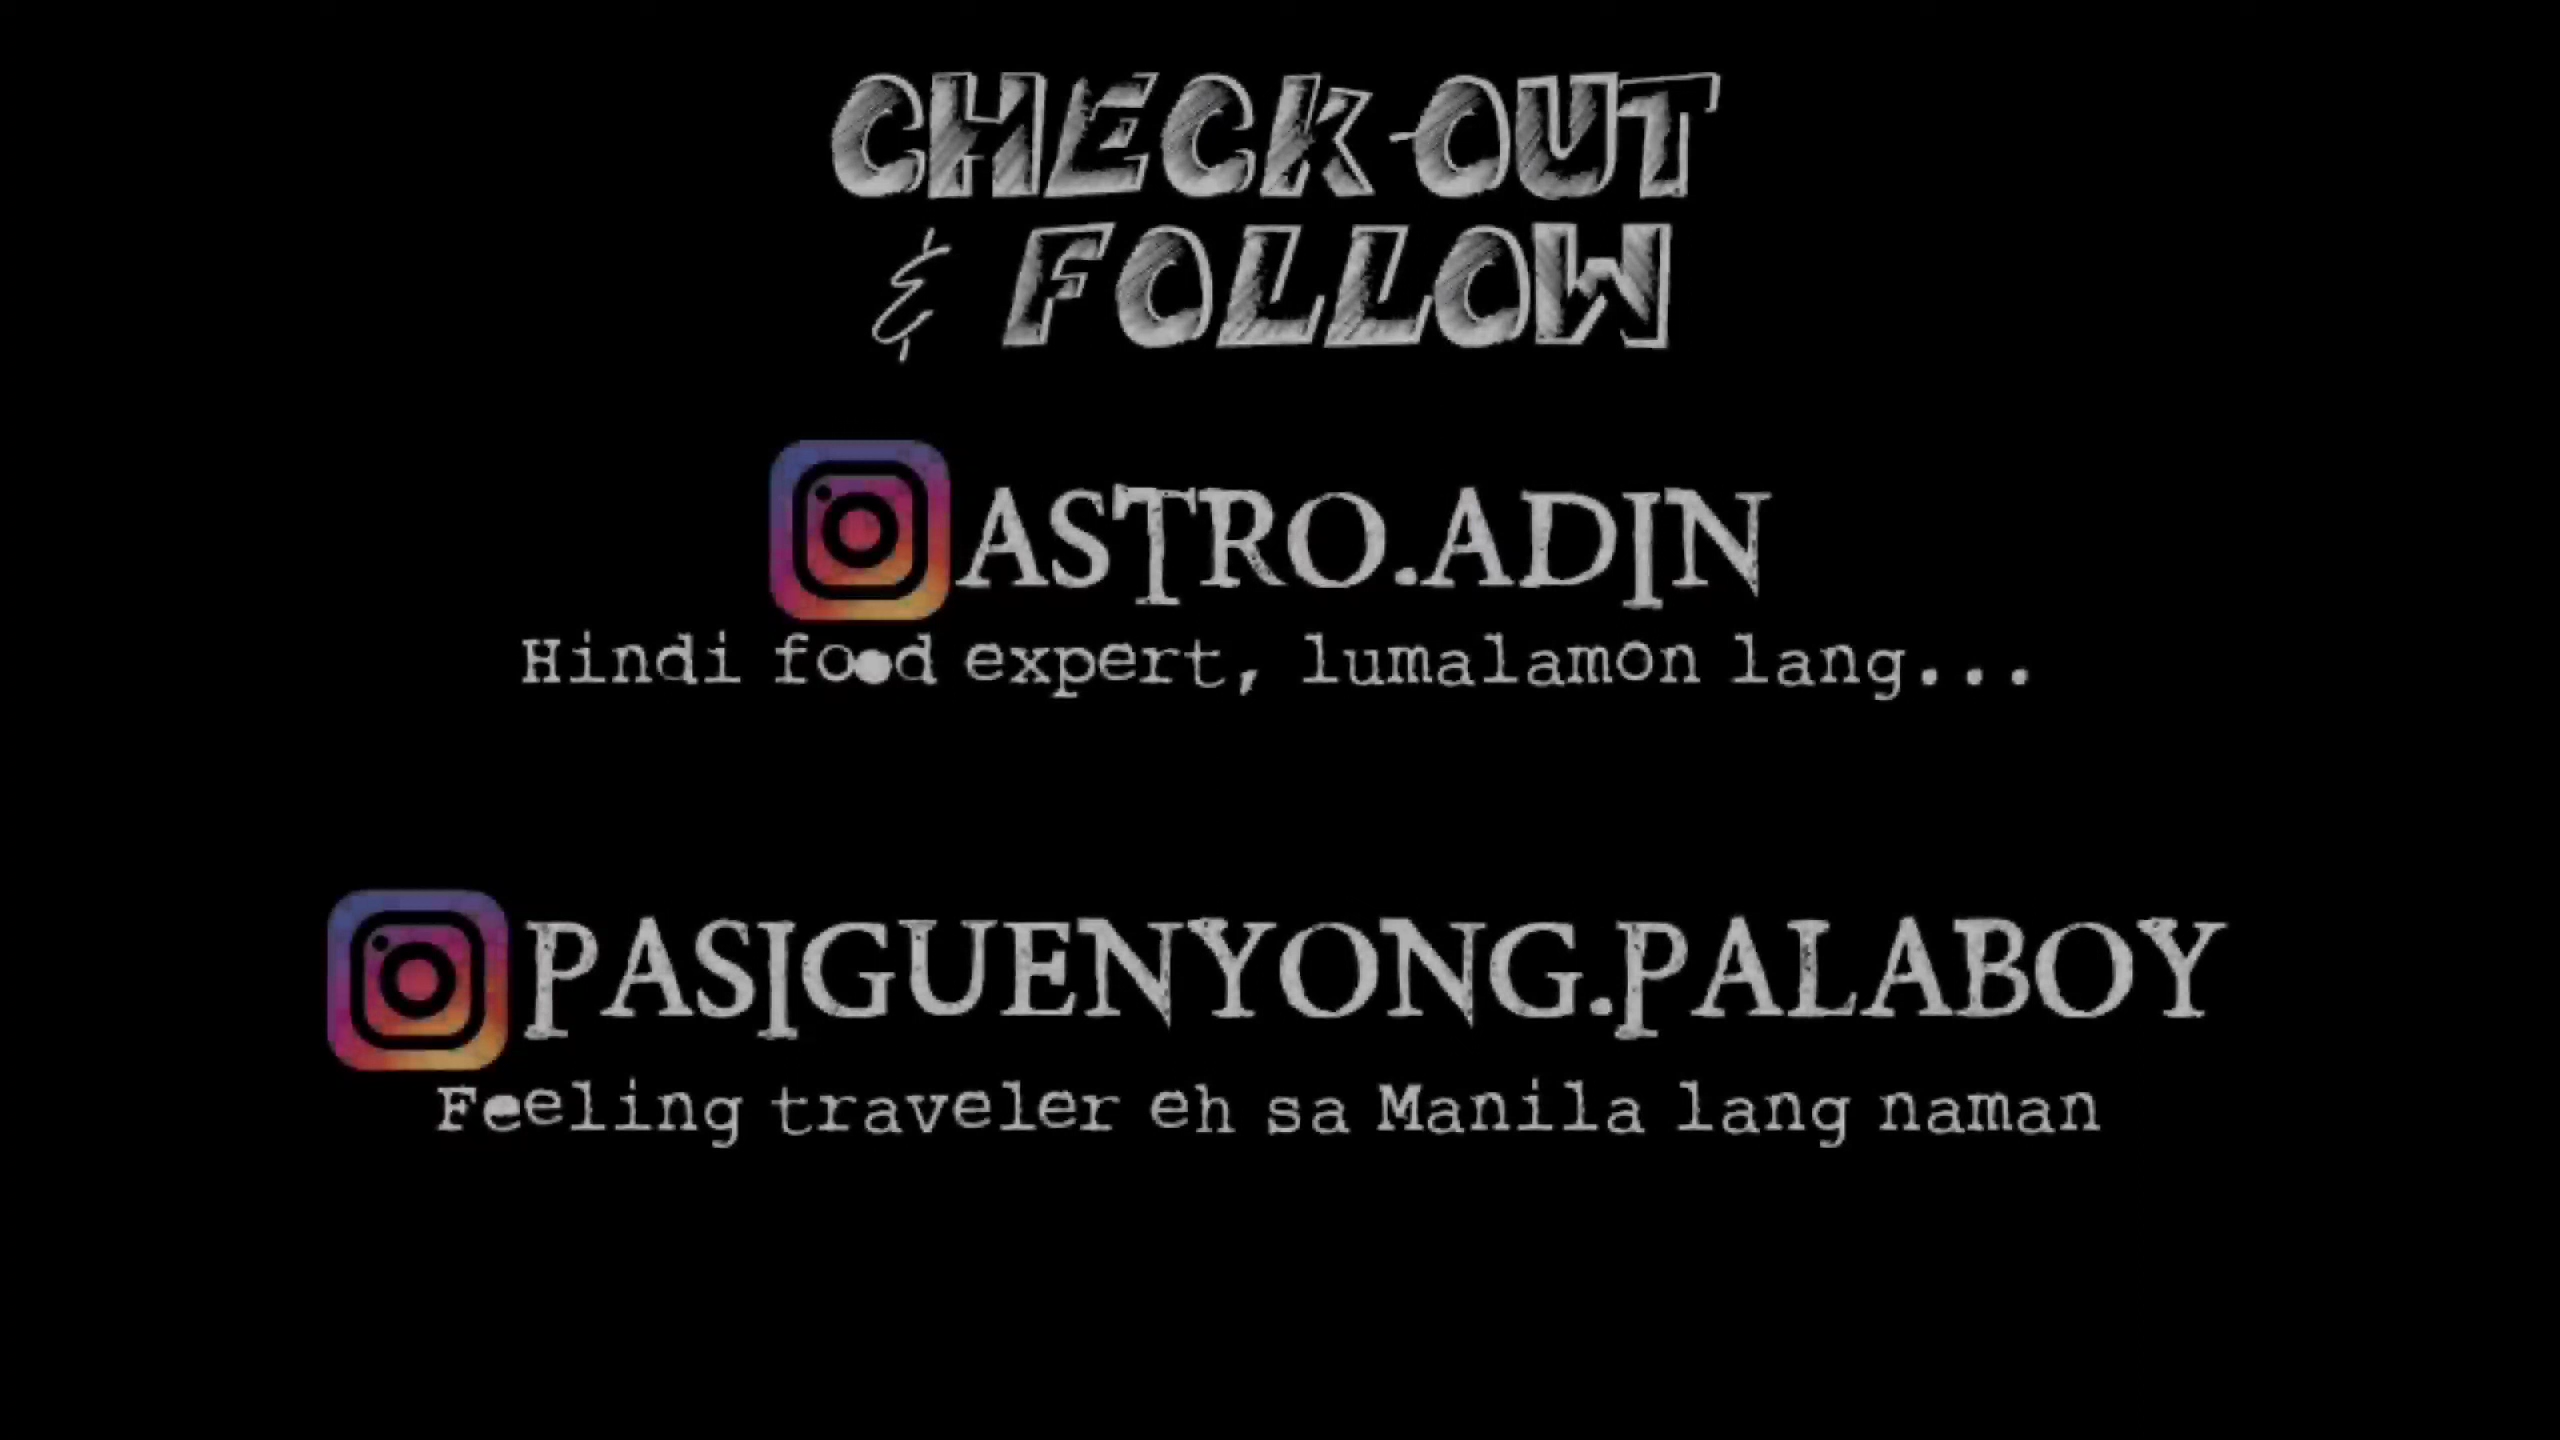 CHECK OUT
& FOLLOW
ASTRO.ADIN
Hindi food expert, lumalamon lang...
PASIGUENYONG.PALABOY
Feeling traveler eh sa Manila lang naman